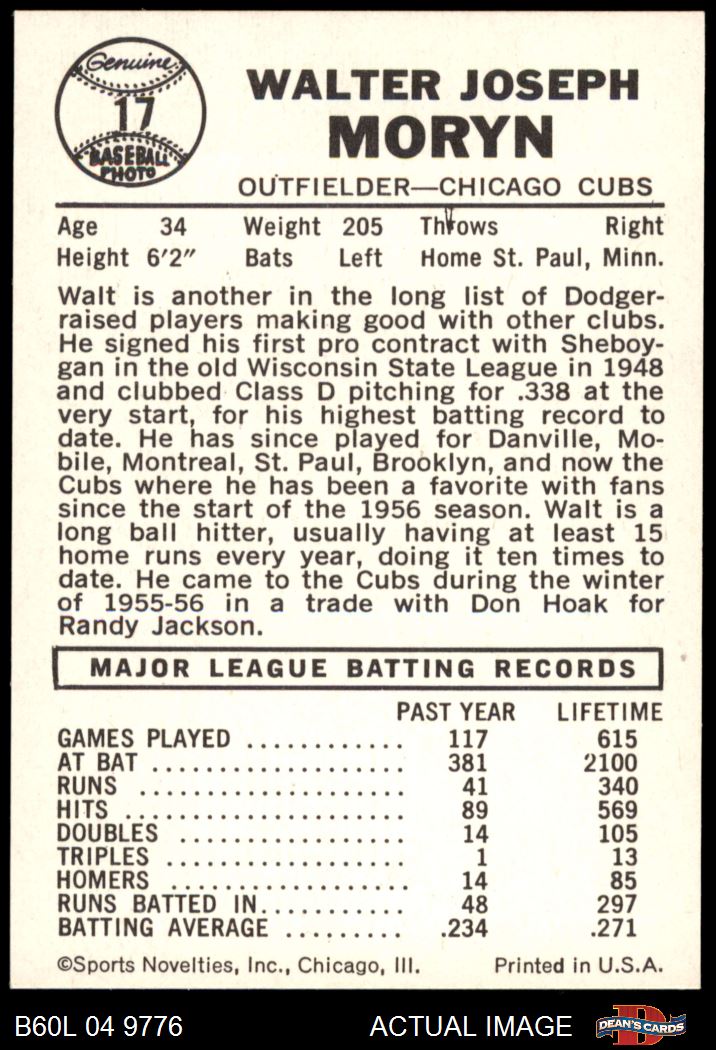 Genuine
17
BASEBALL
PHOTO
WALTER JOSEPH
MORYN
OUTFIELDER—CHICAGO CUBS
Age 34 Weight 205 Throws Right
Height 6'2" Bats Left Home St. Paul, Minn.
Walt is another in the long list of Dodger-
raised players making good with other clubs.
He signed his first pro contract with Sheboy-
gan in the old Wisconsin State League in 1948
and clubbed Class D pitching for .338 at the
very start, for his highest batting record to
date. He has since played for Danville, Mo-
bile, Montreal, St. Paul, Brooklyn, and now the
Cubs where he has been a favorite with fans
since the start of the 1956 season. Walt is a
long ball hitter, usually having at least 15
home runs every year, doing it ten times to
date. He came to the Cubs during the winter
of 1955-56 in a trade with Don Hoak for
Randy Jackson.
MAJOR LEAGUE BATTING RECORDS
PAST YEAR LIFETIME
GAMES PLAYED ............ 117 615
AT BAT .................... 381 2100
RUNS ..................... 41 340
HITS ...................... 89 569
DOUBLES ................. 14 105
TRIPLES .................. 1 13
HOMERS .................. 14 85
RUNS BATTED IN........... 48 297
BATTING AVERAGE ......... .234 .271
©Sports Novelties, Inc., Chicago, Ill. Printed in U.S.A.
B60L 04 9776 ACTUAL IMAGE D DEAN'S CARDS